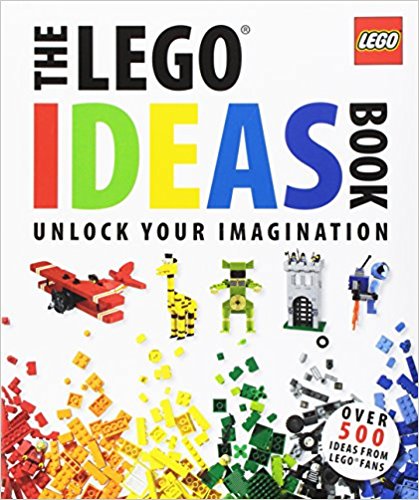 THE LEGO®
IDEAS
BOOK
UNLOCK YOUR IMAGINATION
LEGO
OVER
500
IDEAS FROM
LEGO® FANS